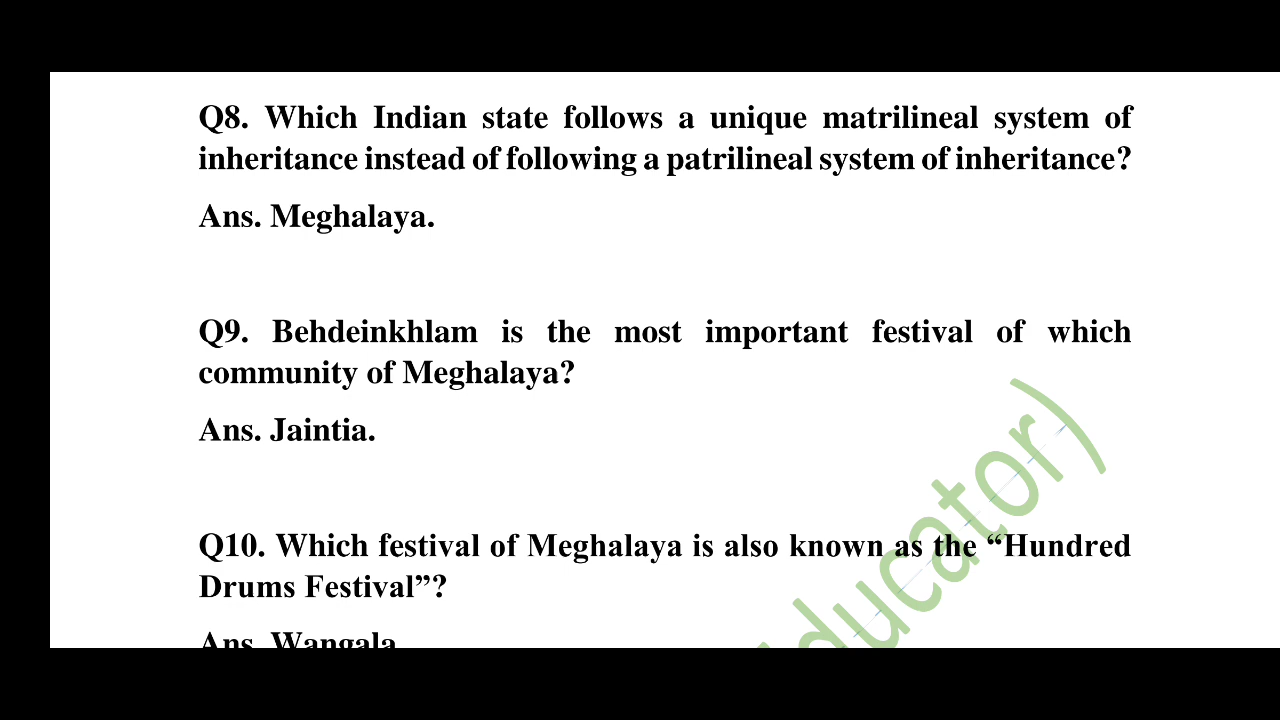 Q8. Which Indian state follows a unique matrilineal system of
inheritance instead of following a patrilineal system of inheritance?
Ans. Meghalaya.
Q9. Behdeinkhlam is the most important festival of which
community of Meghalaya?
Ans. Jaintia.
Q10. Which festival of Meghalaya is also known as the “Hundred
Drums Festival”?
Ans. Wangala